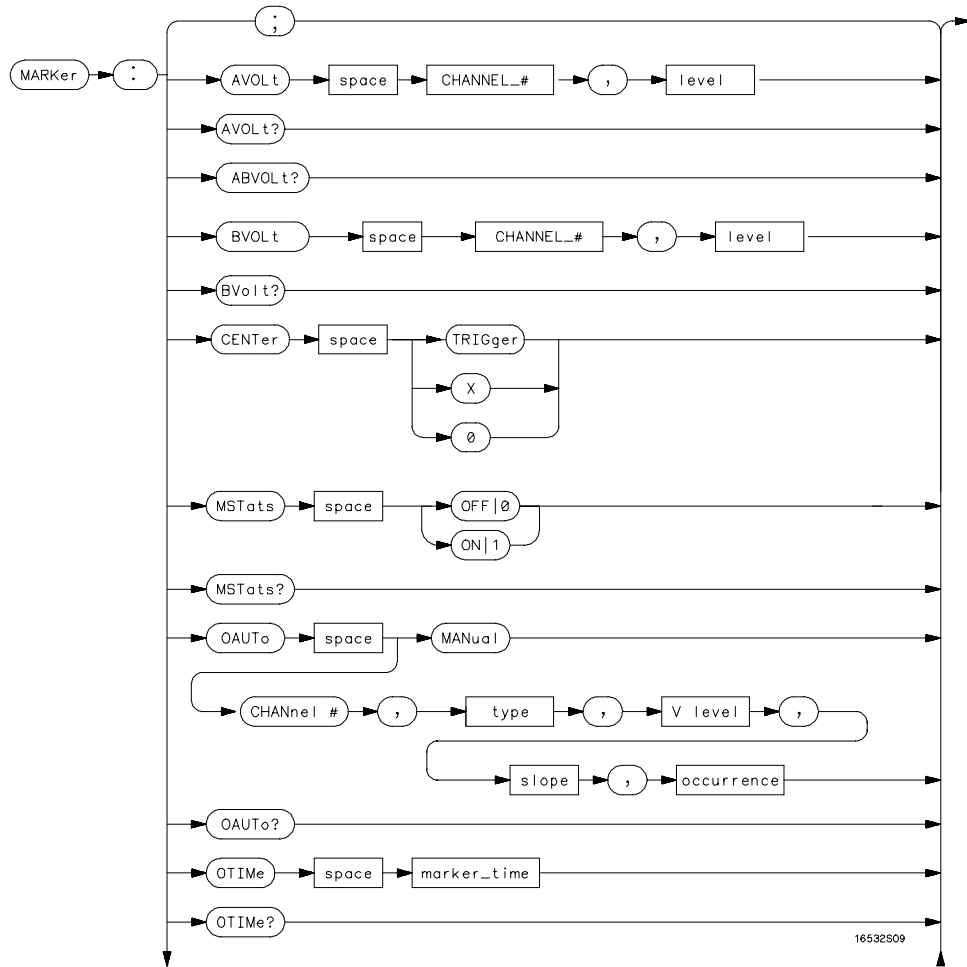 ;
MARKer :
AVOLt space CHANNEL_# , level
AVOLt?
ABVOLt?
BVOLt space CHANNEL_# , level
BVolt?
CENTer space TRIGger
X
0
MSTats space OFF|0
ON|1
MSTats?
OAUTo space MANual
CHANnel # , type , V level ,
slope , occurrence
OAUTo?
OTIMe space marker_time
OTIMe?
16532S09